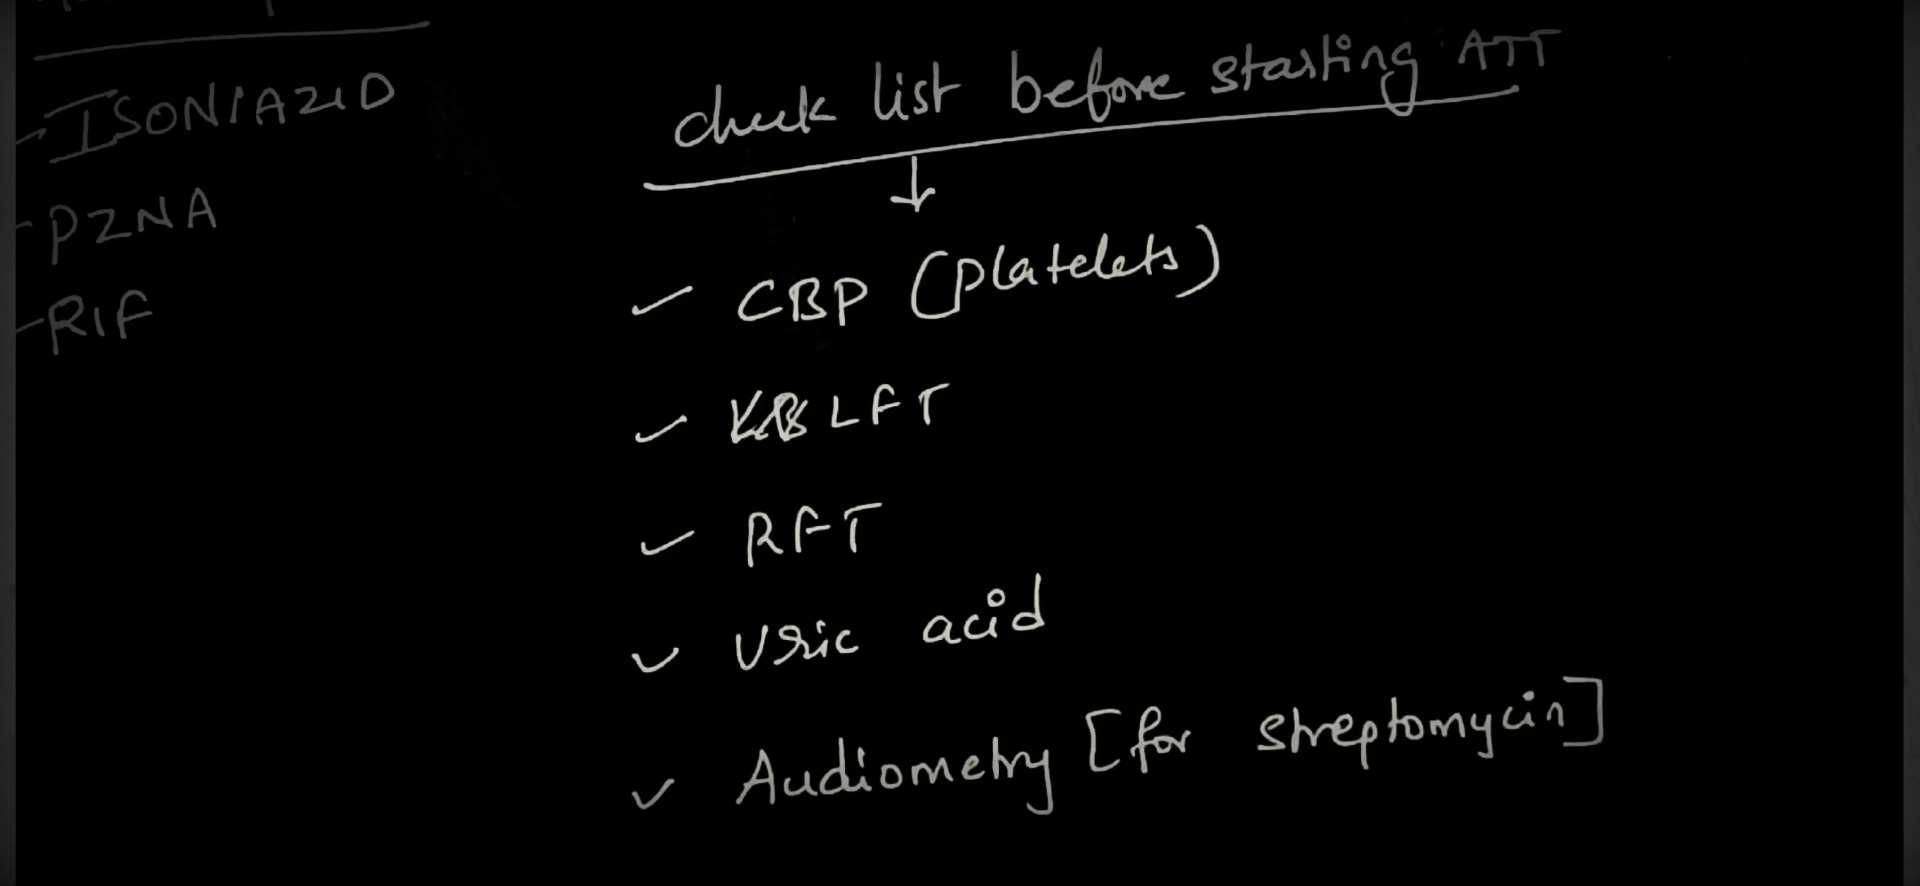 ISONIAZID
PZNA
RIF
check list before starting ATT
CBP (platelets)
LFT
RFT
Uric acid
Audiometry [for streptomycin]